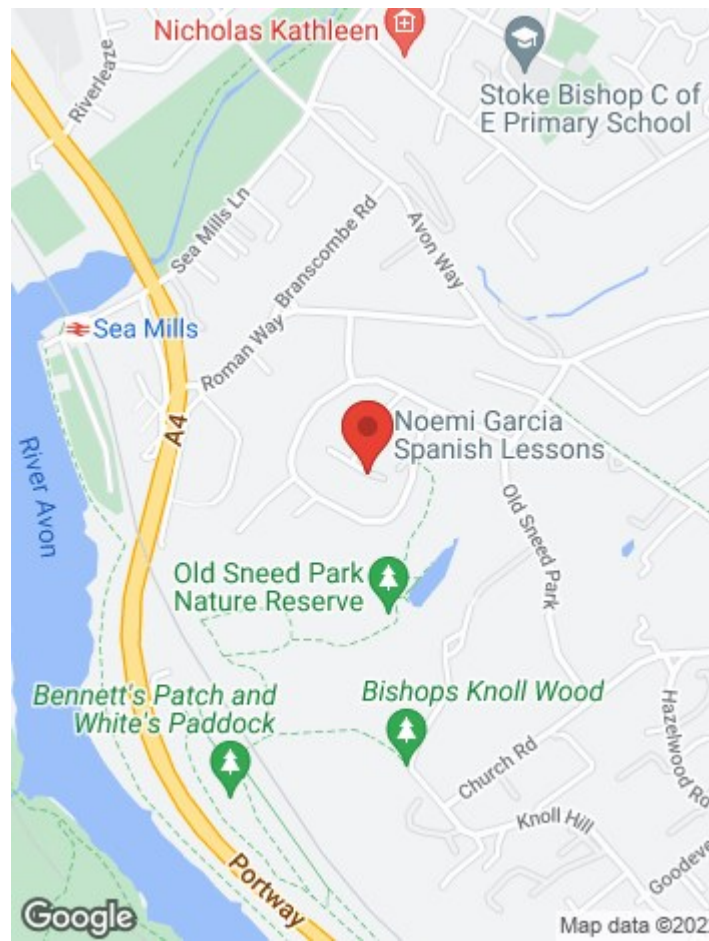 Nicholas Kathleen
Riverleaze
Stoke Bishop C of
E Primary School
Sea Mills Ln
Branscombe Rd
Avon Way
Sea Mills
Roman Way
A4
Noemi Garcia
Spanish Lessons
River Avon
Old Sneed Park
Old Sneed Park
Nature Reserve
Bennett's Patch and
White's Paddock
Bishops Knoll Wood
Hazelwood Ro
Church Rd
Knoll Hill
Goodeve
Portway
Google
Map data ©202